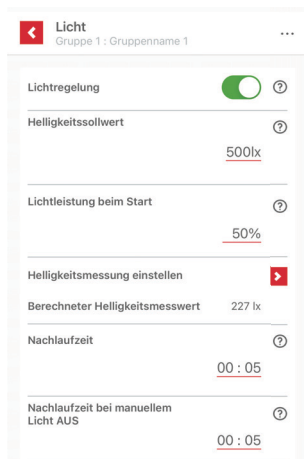 Licht
Gruppe 1 : Gruppenname 1
...
Lichtregelung
?
Helligkeitssollwert
?
500lx
Lichtleistung beim Start
?
50%
Helligkeitsmessung einstellen
Berechneter Helligkeitsmesswert 227 lx
Nachlaufzeit
?
00 : 05
Nachlaufzeit bei manuellem
Licht AUS
?
00 : 05